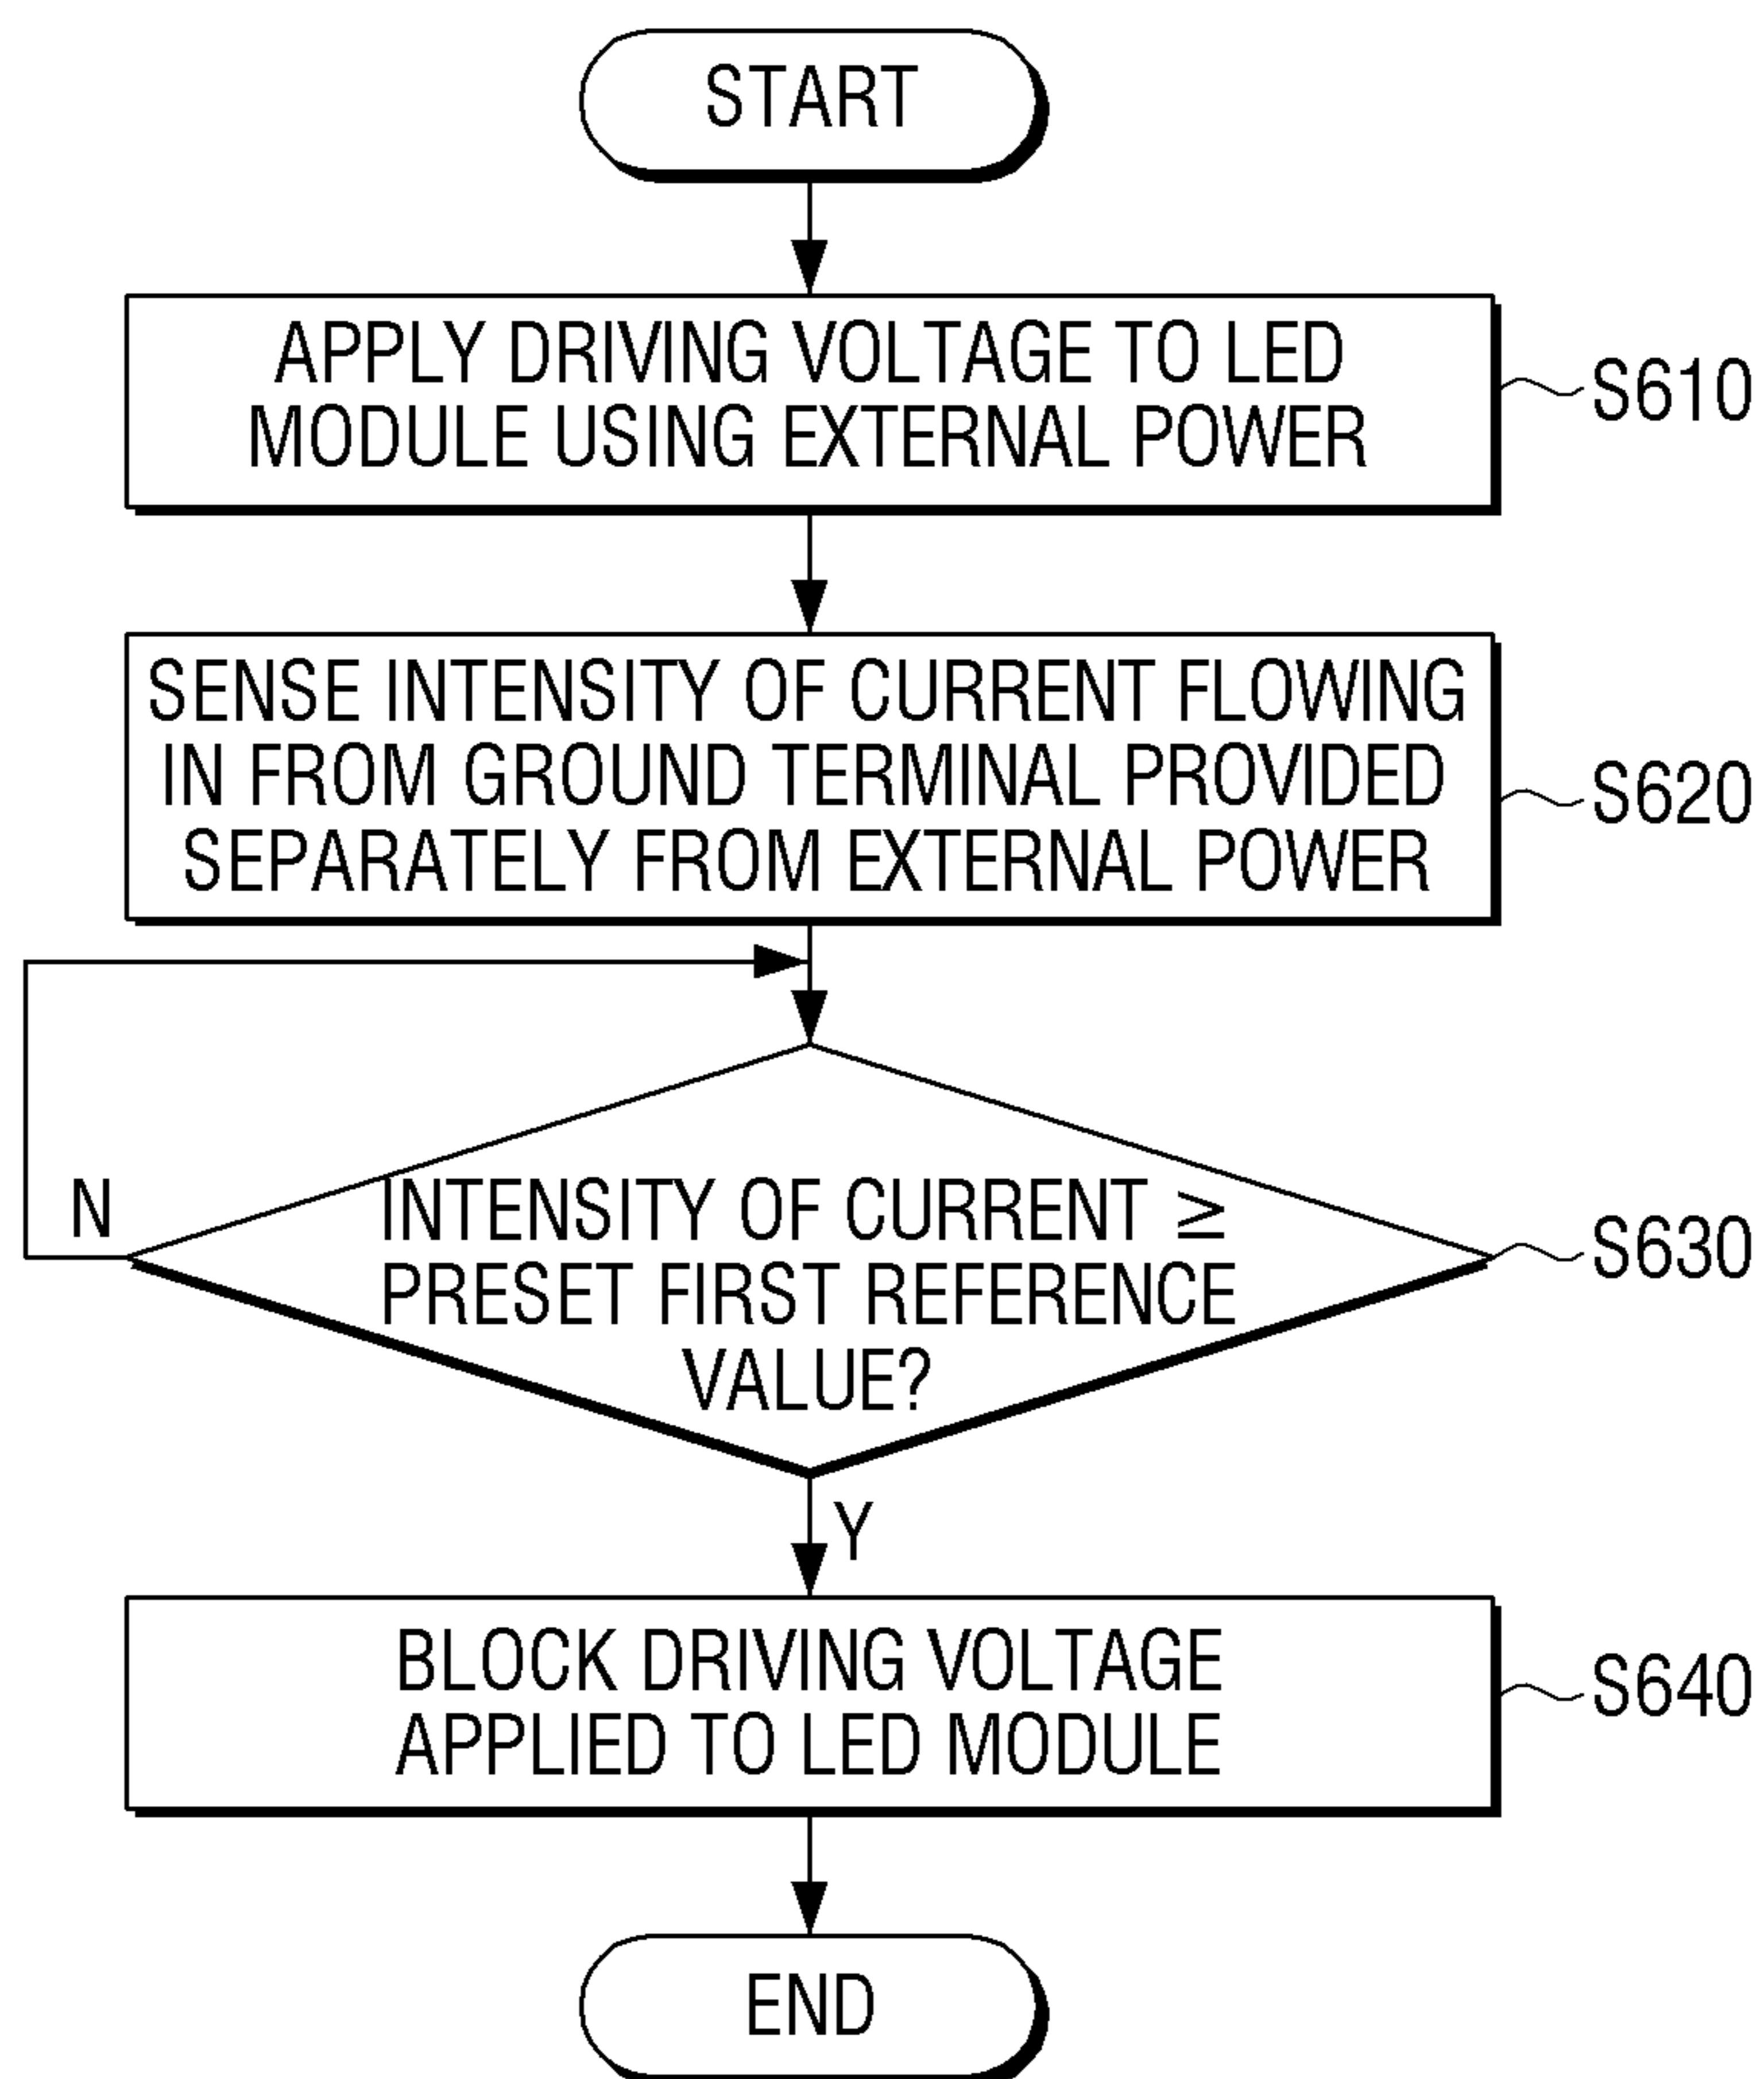 START
APPLY DRIVING VOLTAGE TO LED
MODULE USING EXTERNAL POWER
S610
SENSE INTENSITY OF CURRENT FLOWING
IN FROM GROUND TERMINAL PROVIDED
SEPARATELY FROM EXTERNAL POWER
S620
N
INTENSITY OF CURRENT ≥
PRESET FIRST REFERENCE
VALUE?
S630
Y
BLOCK DRIVING VOLTAGE
APPLIED TO LED MODULE
S640
END